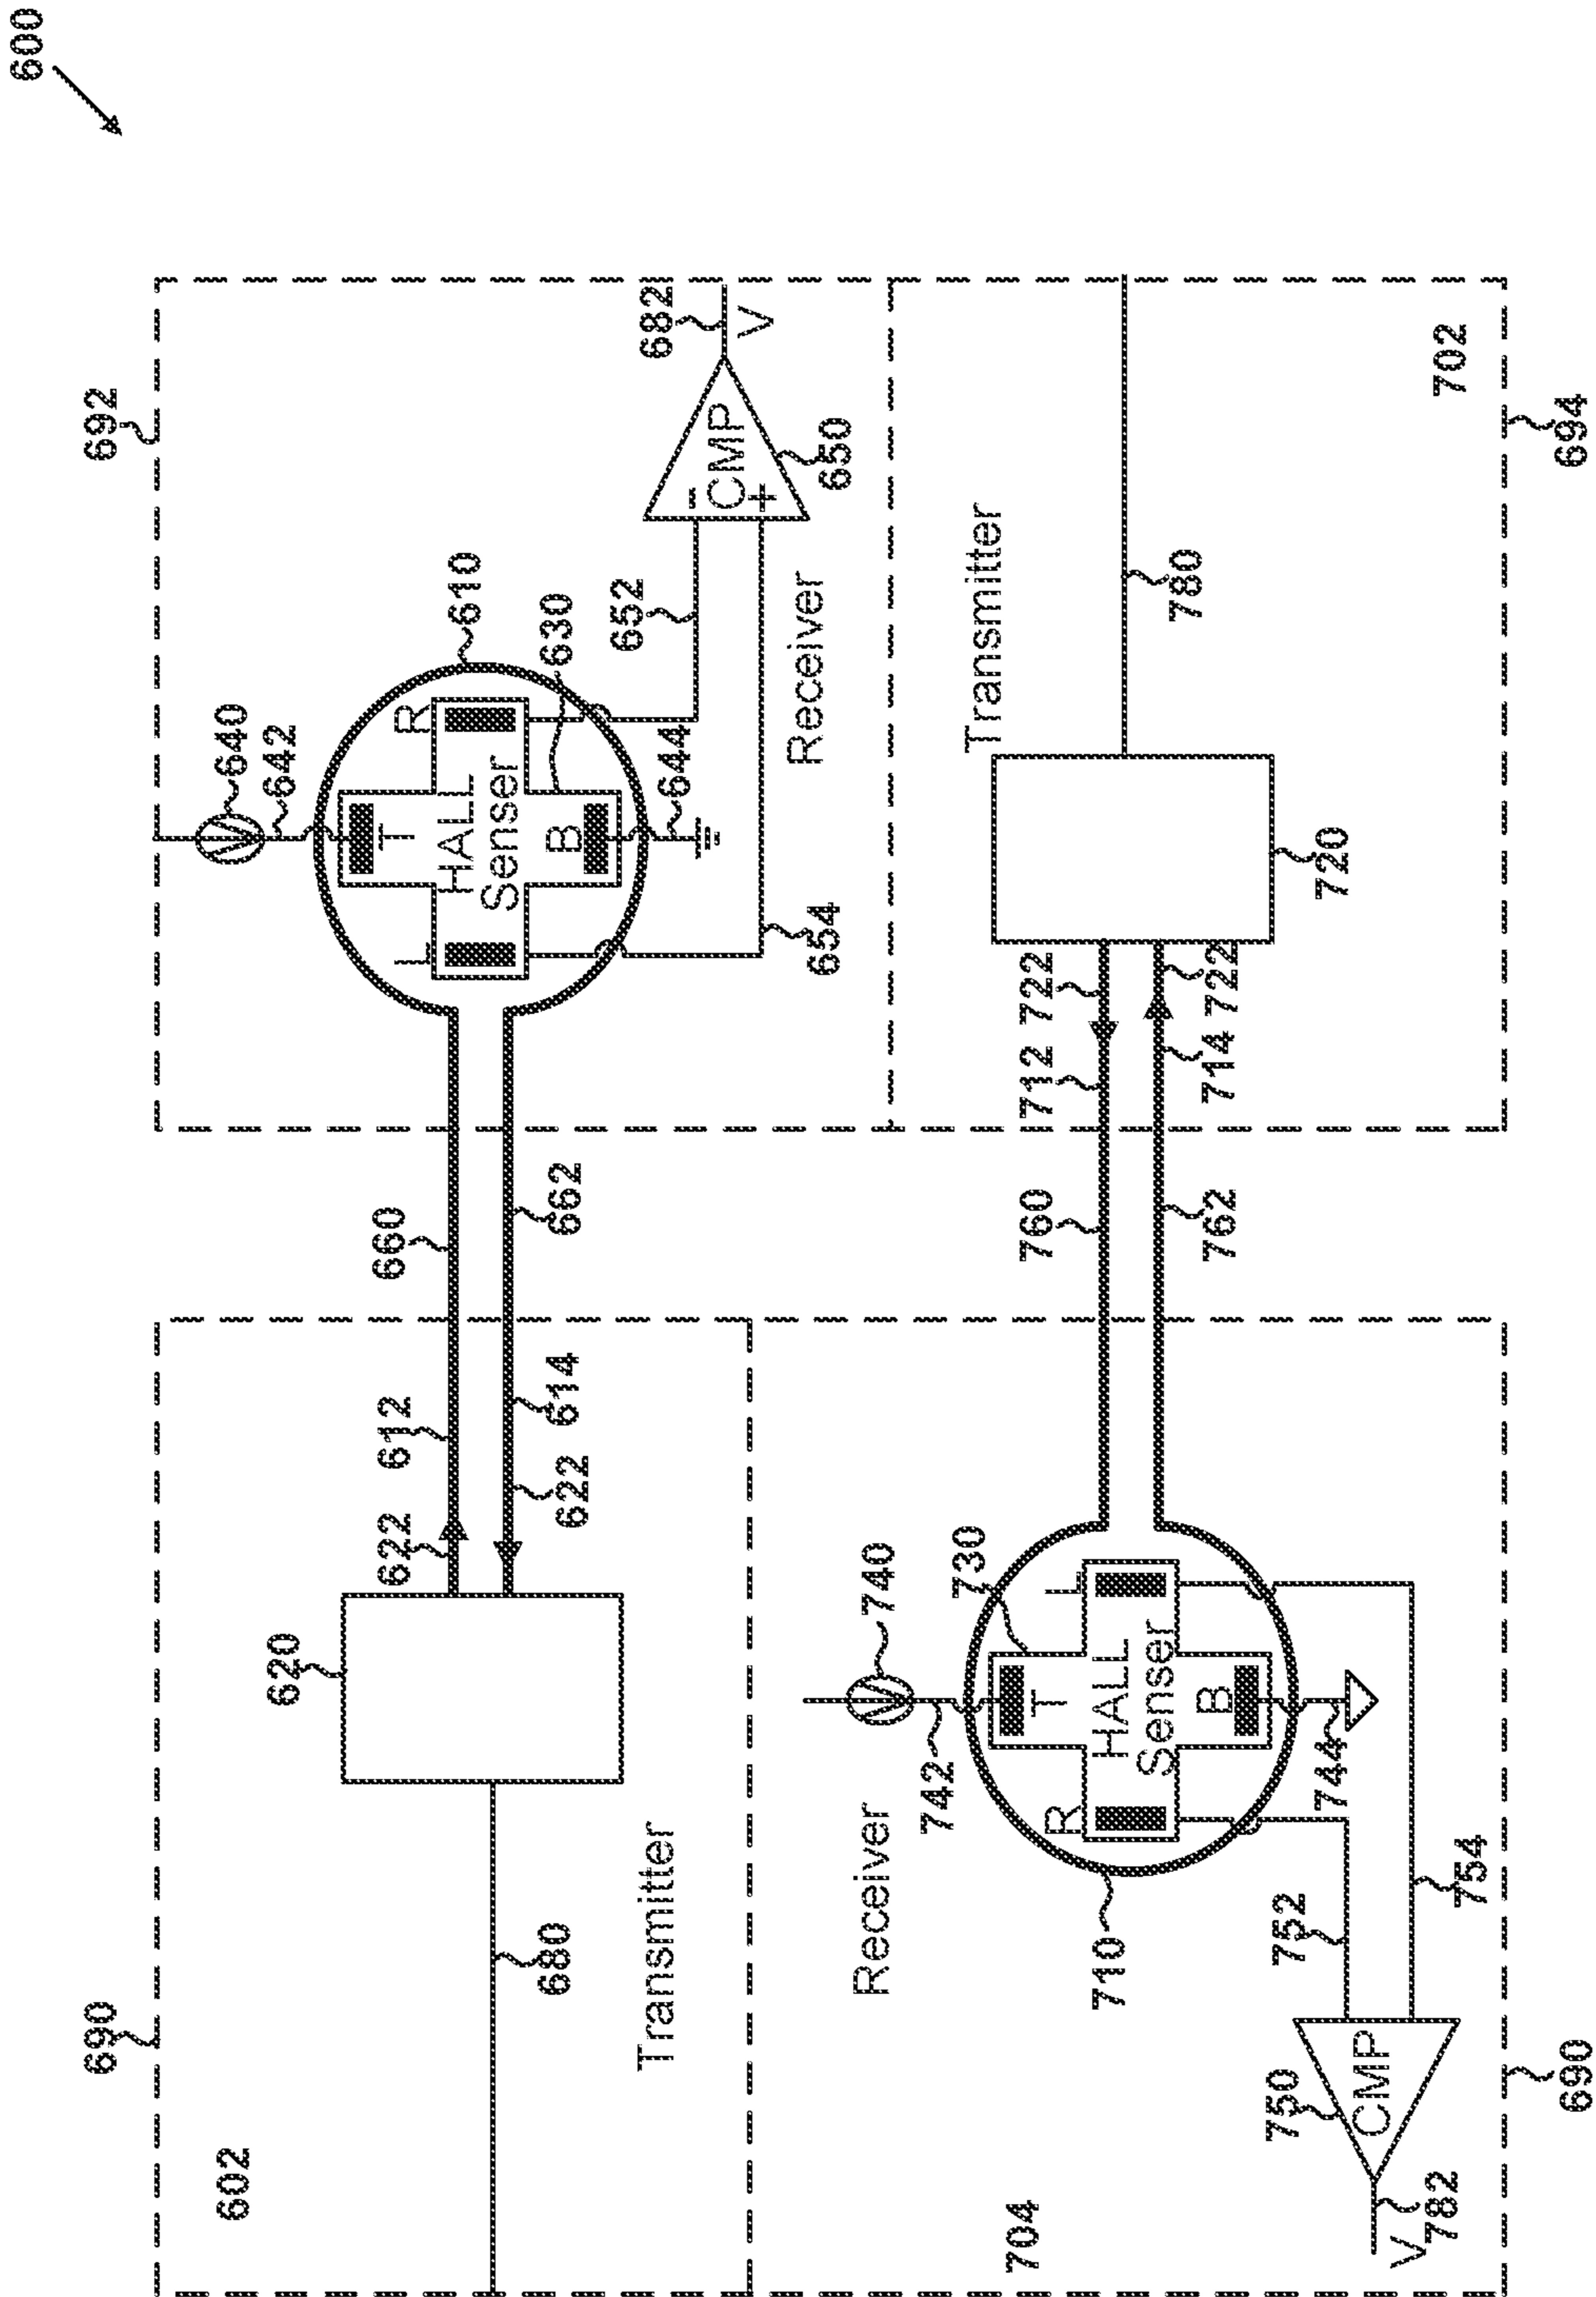 600
692
640
642
610
R
T
HALL
Senser
L
B
630
644
652
654
682
V
-
CMP
+
650
Receiver
660
662
690
602
620
622
612
614
622
680
Transmitter
Transmitter
702
694
780
720
722
712
722
714
760
762
Receiver
704
740
742
730
T
R
HALL
Senser
L
B
710
744
752
754
750
CMP
V
782
690